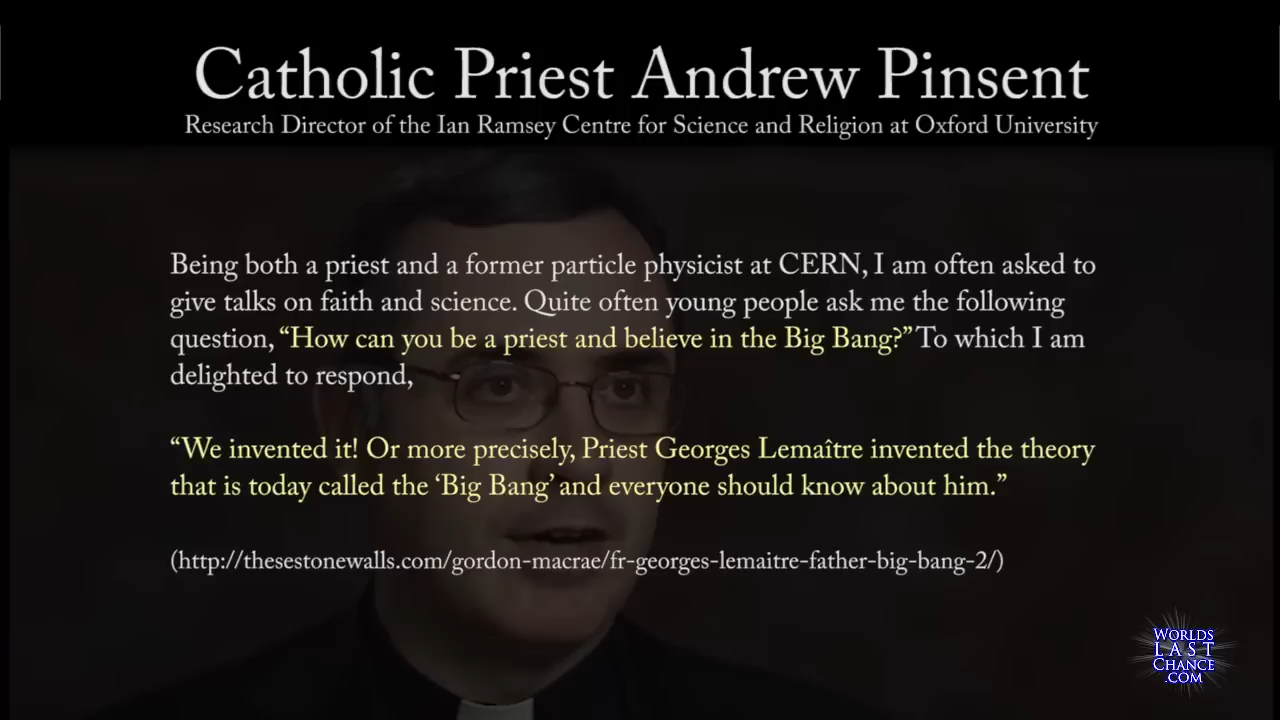 Catholic Priest Andrew Pinsent
Research Director of the Ian Ramsey Centre for Science and Religion at Oxford University
Being both a priest and a former particle physicist at CERN, I am often asked to
give talks on faith and science. Quite often young people ask me the following
question, “How can you be a priest and believe in the Big Bang?” To which I am
delighted to respond,
“We invented it! Or more precisely, Priest Georges Lemaître invented the theory
that is today called the ‘Big Bang’ and everyone should know about him.”
(http://thesestonewalls.com/gordon-macrae/fr-georges-lemaitre-father-big-bang-2/)
WORLDS
LAST
CHANCE
.COM